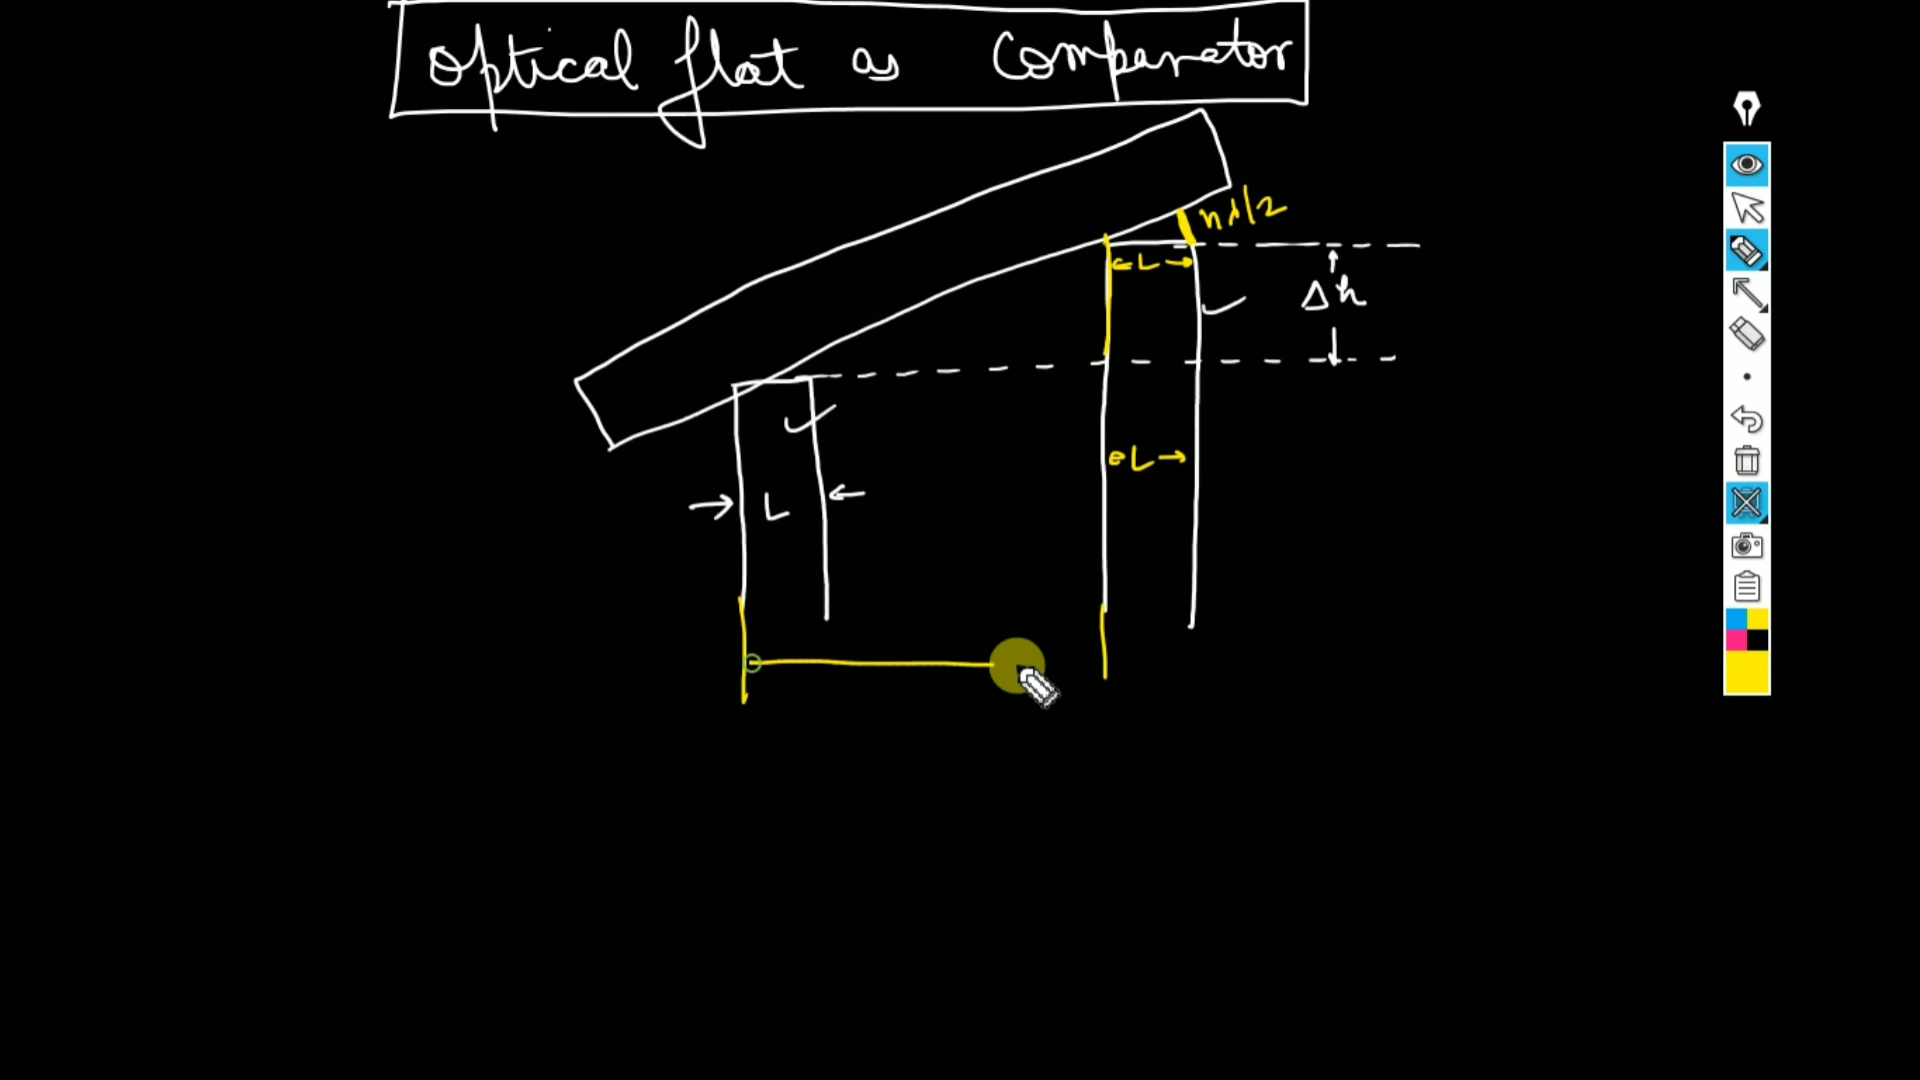 Optical flat as Comparator
nλ/2
L
Δh
L
L